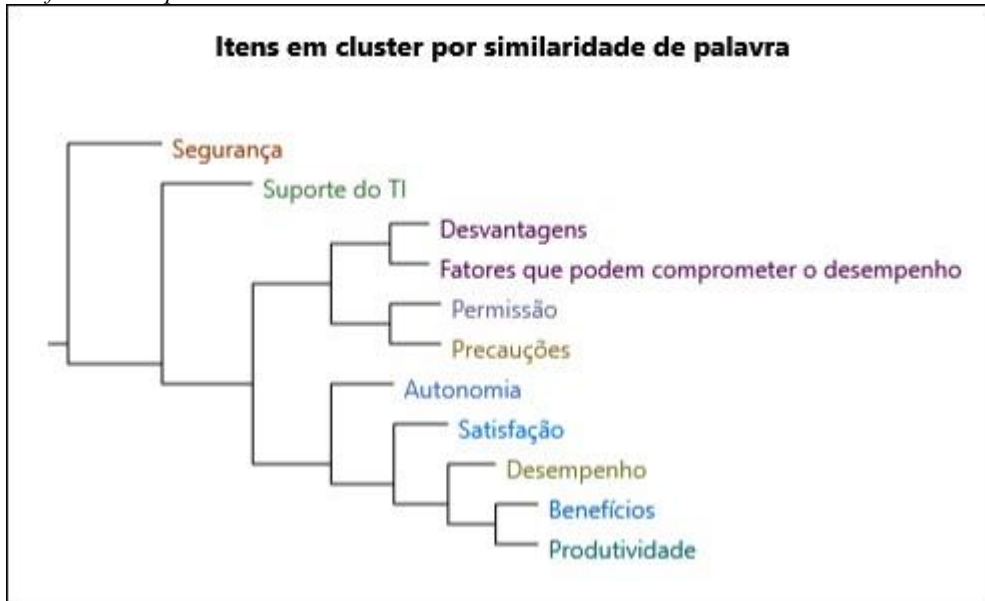 Itens em cluster por similaridade de palavra
Segurança
Suporte do TI
Desvantagens
Fatores que podem comprometer o desempenho
Permissão
Precauções
Autonomia
Satisfação
Desempenho
Benefícios
Produtividade